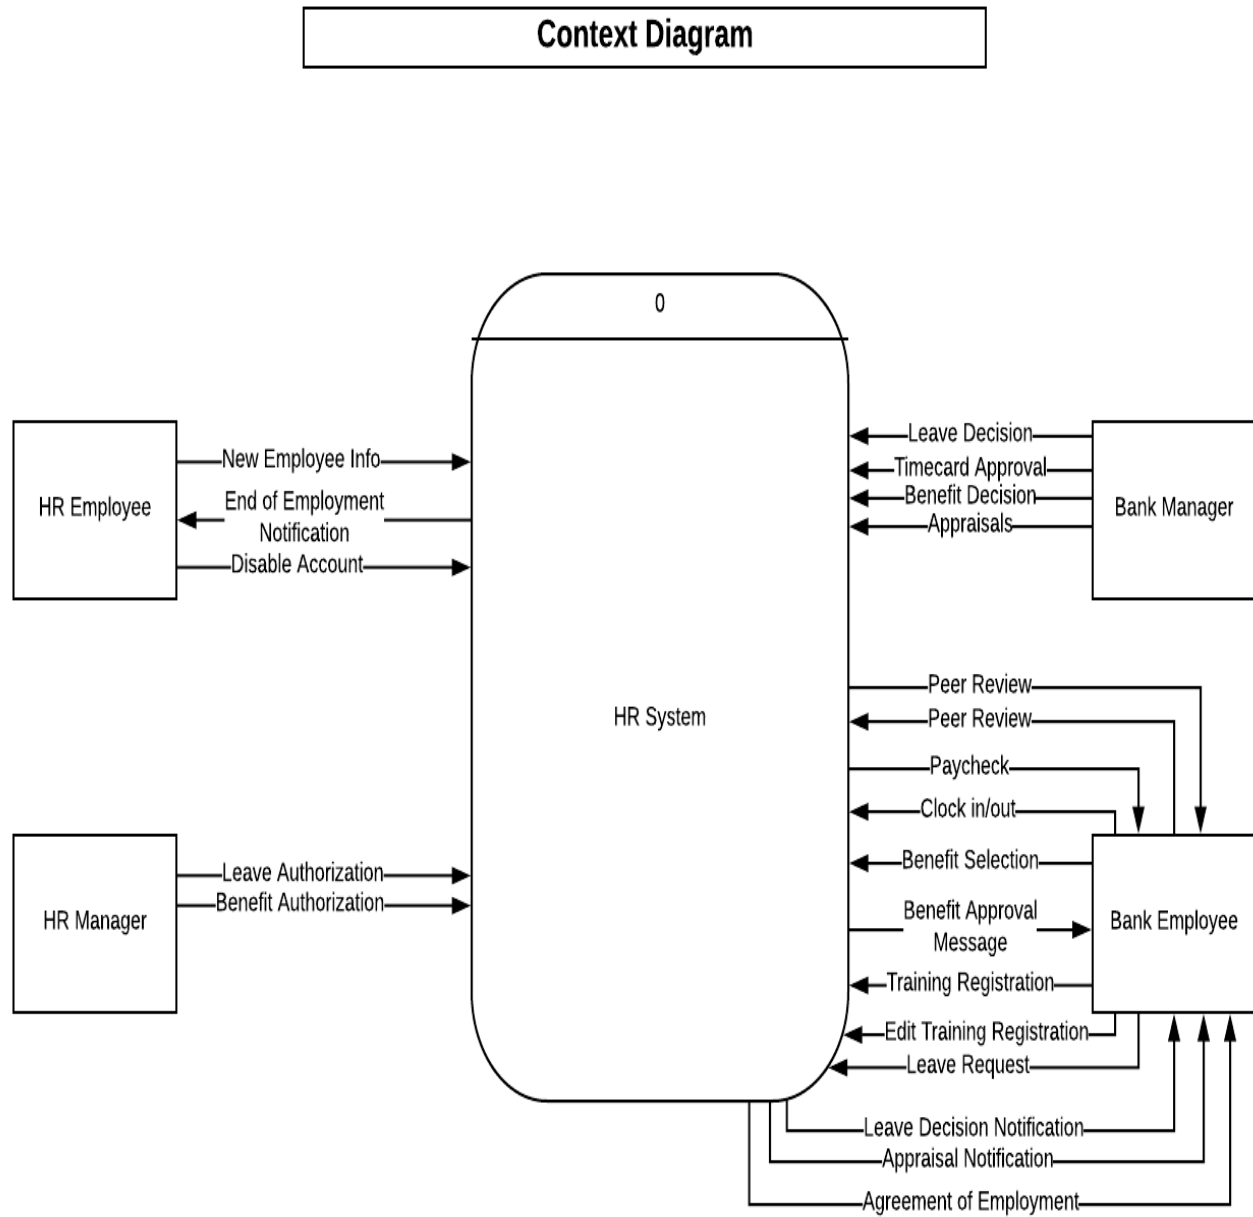 Context Diagram
0
HR Employee
New Employee Info
End of Employment
Notification
Disable Account
Leave Decision
Timecard Approval
Benefit Decision
Appraisals
Bank Manager
HR System
Peer Review
Peer Review
Paycheck
Clock in/out
Benefit Selection
Benefit Approval
Message
Training Registration
Edit Training Registration
Leave Request
Bank Employee
HR Manager
Leave Authorization
Benefit Authorization
Leave Decision Notification
Appraisal Notification
Agreement of Employment